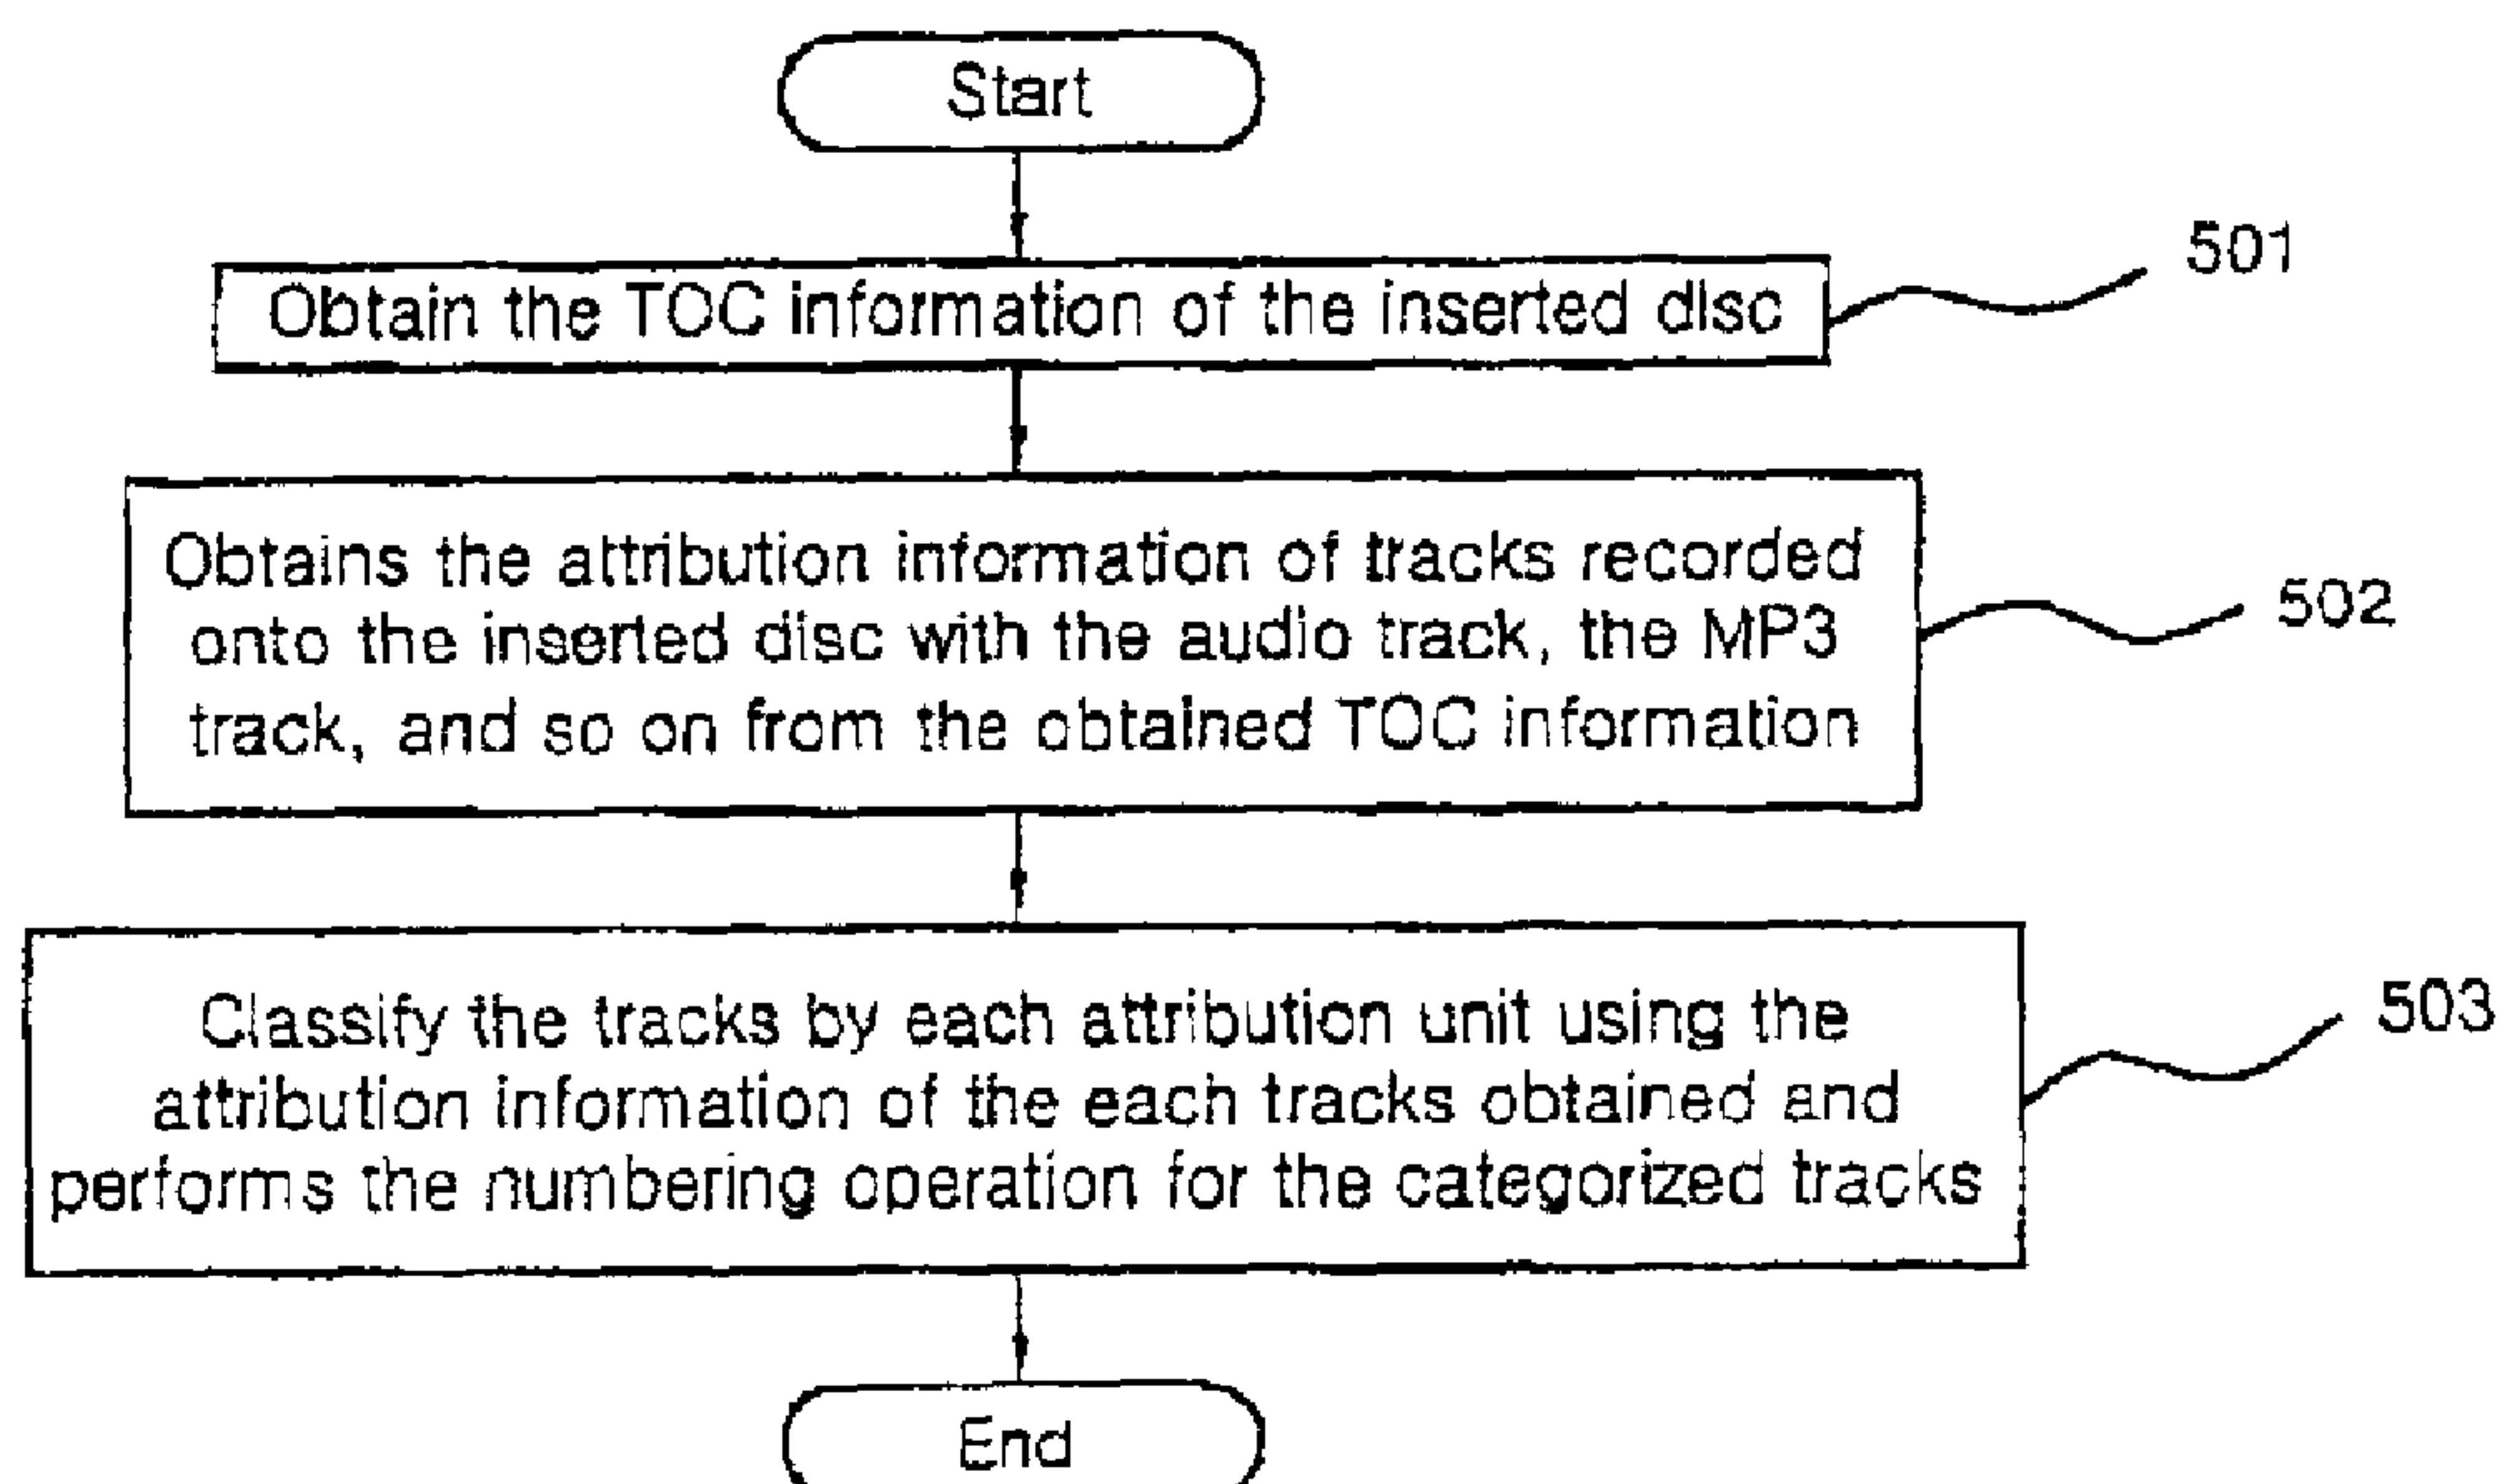 Start
Obtain the TOC information of the inserted disc
501
Obtains the attribution information of tracks recorded
onto the inserted disc with the audio track, the MP3
track, and so on from the obtained TOC information
502
Classify the tracks by each attribution unit using the
attribution information of the each tracks obtained and
performs the numbering operation for the categorized tracks
503
End